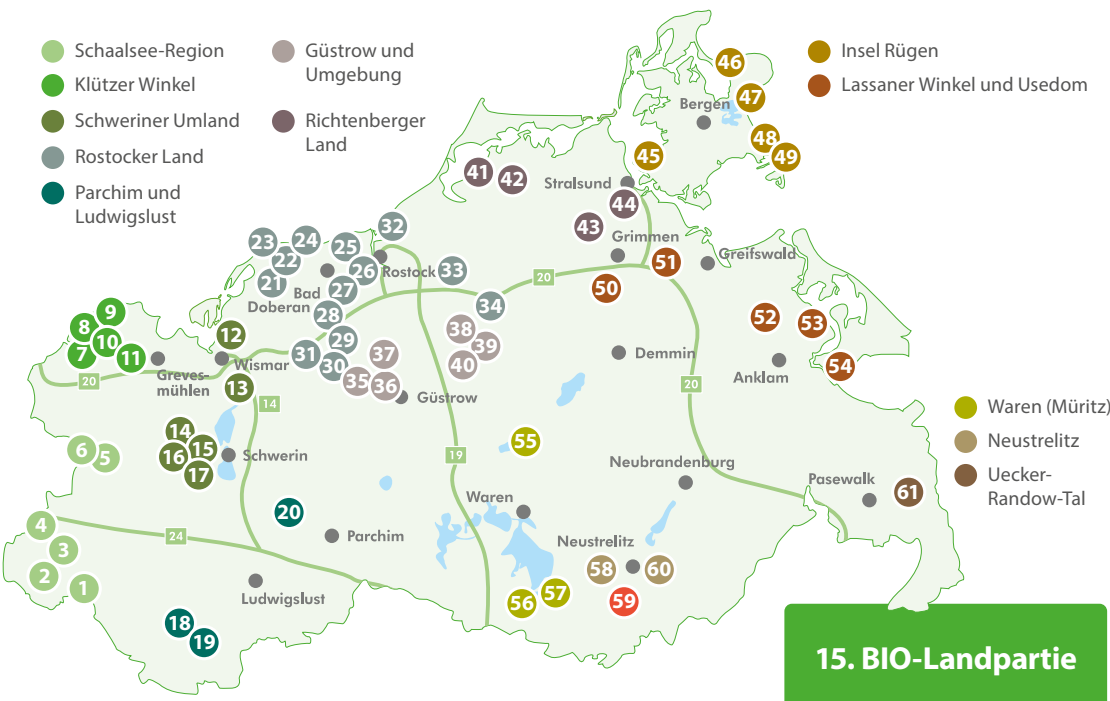 Schaalsee-Region
Klützer Winkel
Schweriner Umland
Rostocker Land
Parchim und
Ludwigslust
Güstrow und
Umgebung
Richtenberger
Land
Insel Rügen
Lassaner Winkel und Usedom
46
47
Bergen
48
49
45
41
42
Stralsund
44
43
Grimmen
32
23
24
25
22
26
Rostock
33
21
Bad
Doberan
27
28
20
34
51
50
Greifswald
52
53
54
Anklam
Demmin
9
8
10
7
11
12
Wismar
Greves-
mühlen
20
13
14
29
31
30
37
35
36
Güstrow
38
39
40
20
14
15
16
17
Schwerin
6
5
19
55
Neubrandenburg
Waren (Müritz)
Neustrelitz
Uecker-
Randow-Tal
Pasewalk
61
Waren
20
Parchim
4
3
24
2
1
Ludwigslust
18
19
Neustrelitz
58
60
59
57
56
15. BIO-Landpartie